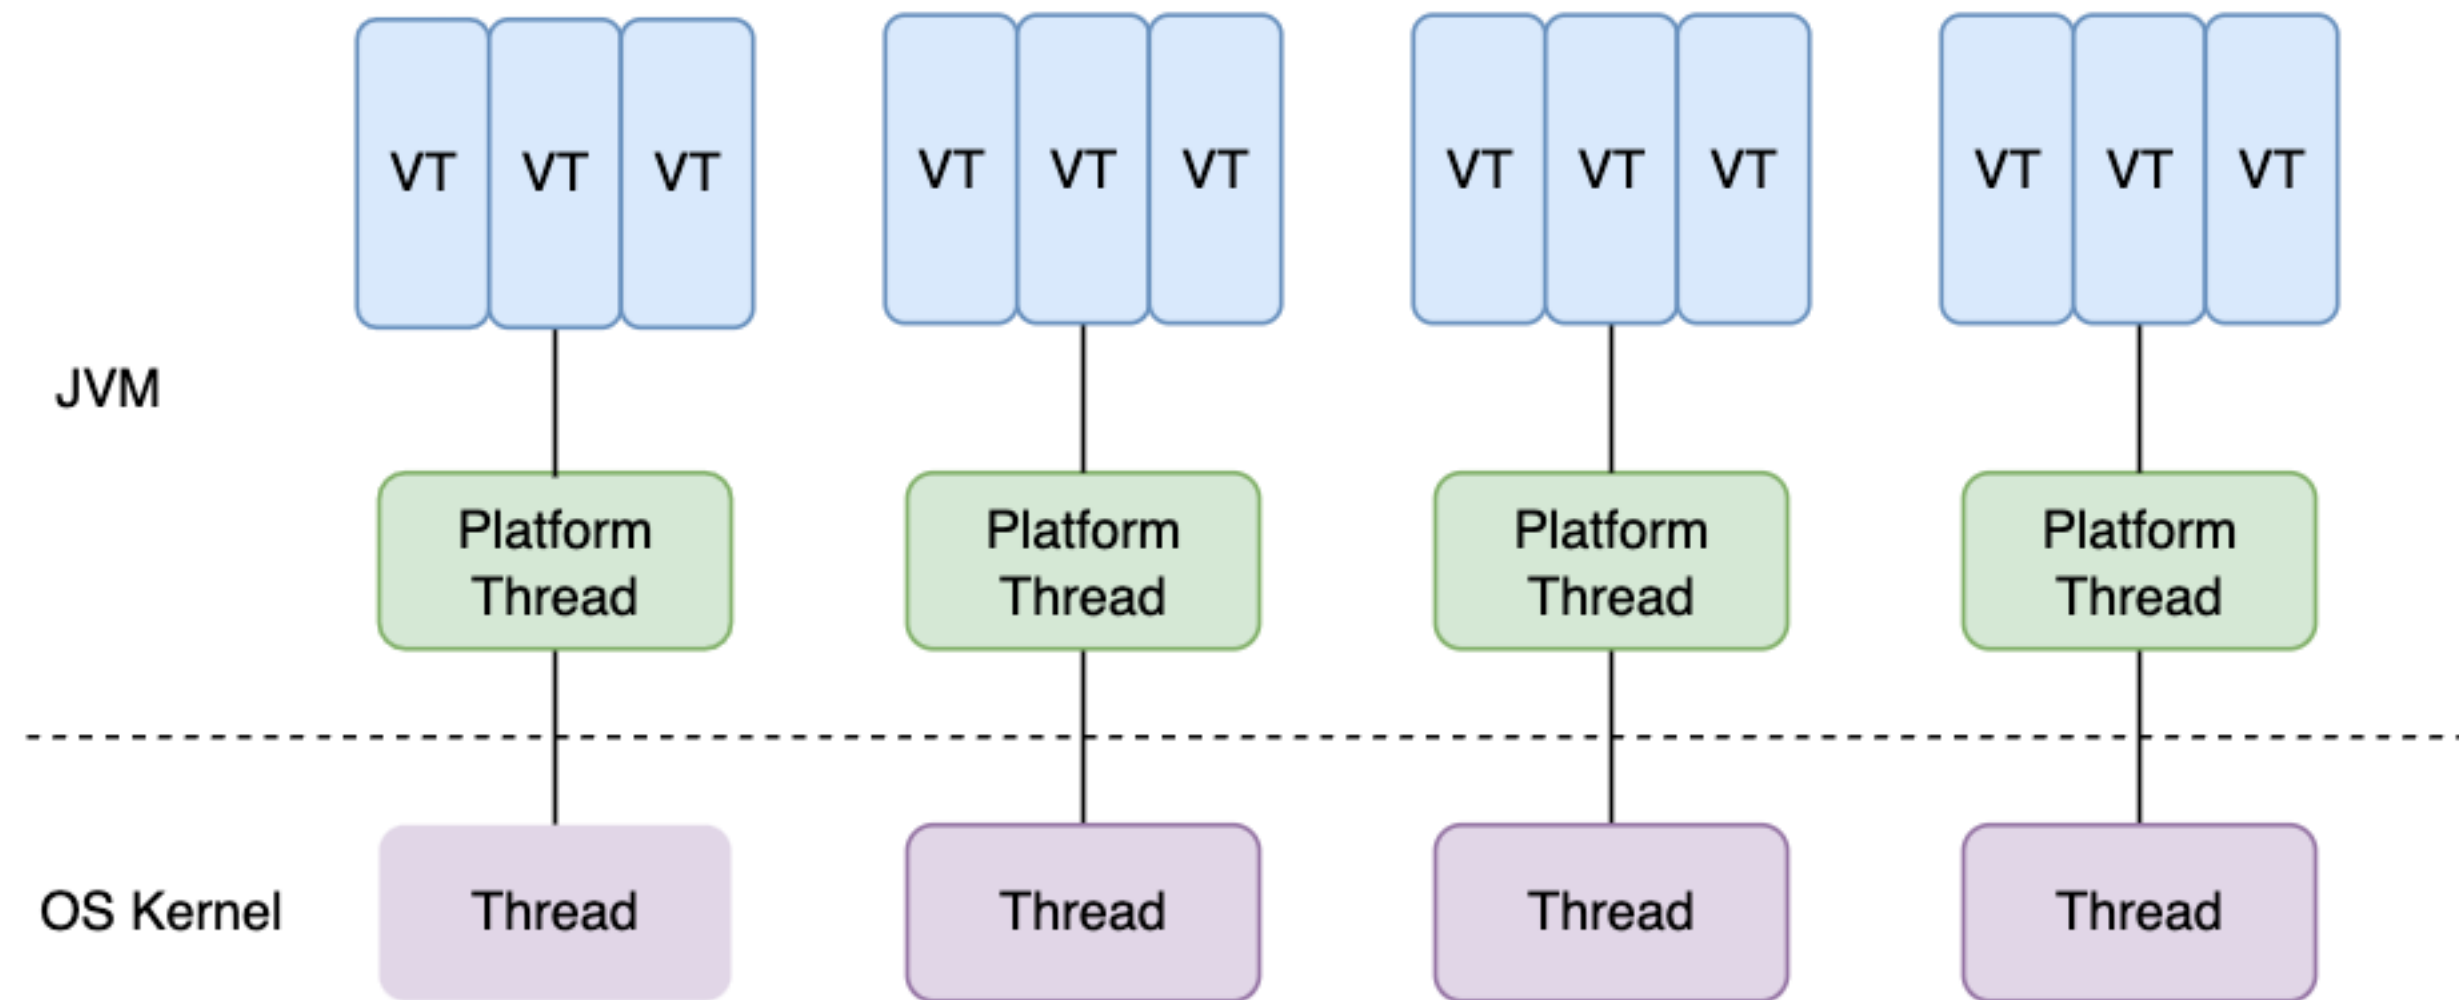 VT VT VT VT VT VT VT VT VT VT VT VT
JVM
Platform Platform Platform Platform
Thread Thread Thread Thread
OS Kernel Thread Thread Thread Thread